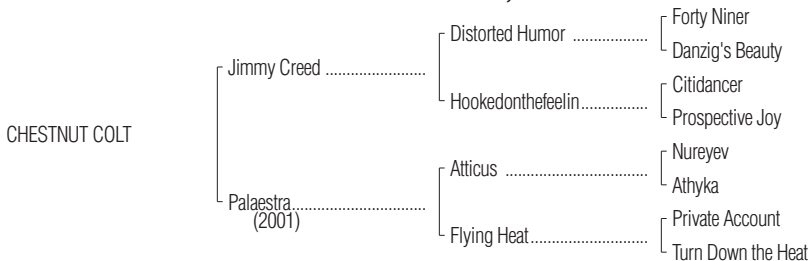 Forty Niner
Distorted Humor ..................
Danzig's Beauty
Jimmy Creed ........................
Citidancer
Hookedonthefeelin................
Prospective Joy
CHESTNUT COLT
Nureyev
Atticus ..................................
Athyka
Palaestra................................
(2001)
Private Account
Flying Heat............................
Turn Down the Heat